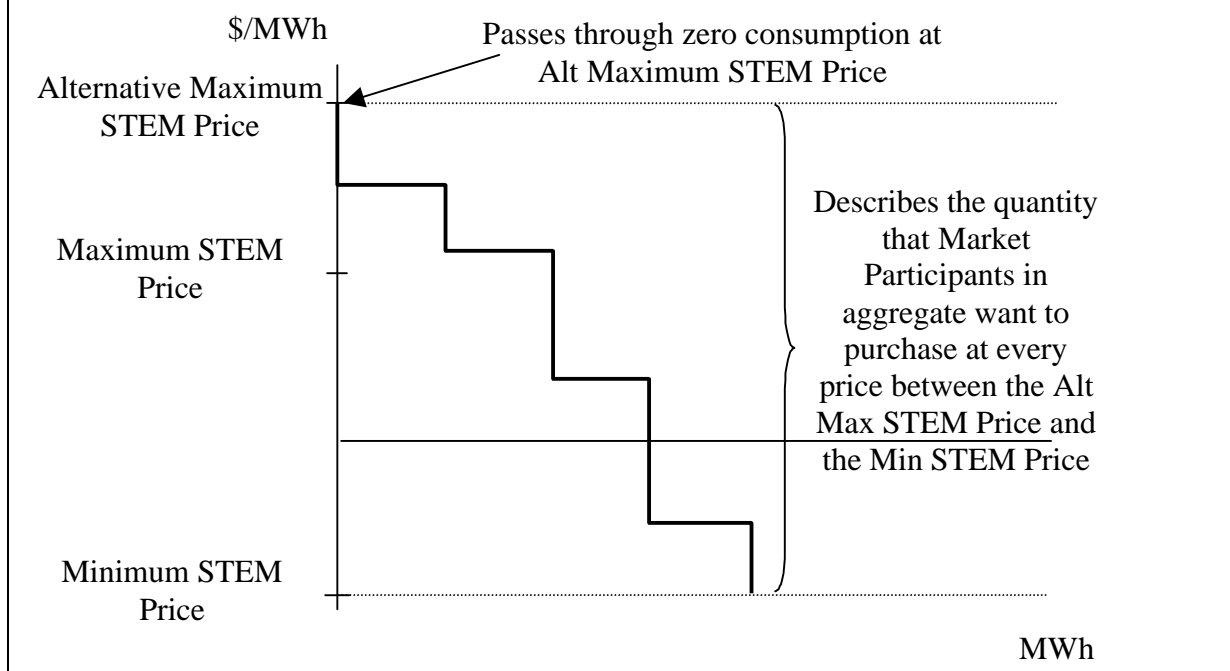 $/MWh
Passes through zero consumption at
Alt Maximum STEM Price
Alternative Maximum
STEM Price
Maximum STEM
Price
Describes the quantity
that Market
Participants in
aggregate want to
purchase at every
price between the Alt
Max STEM Price and
the Min STEM Price
Minimum STEM
Price
MWh